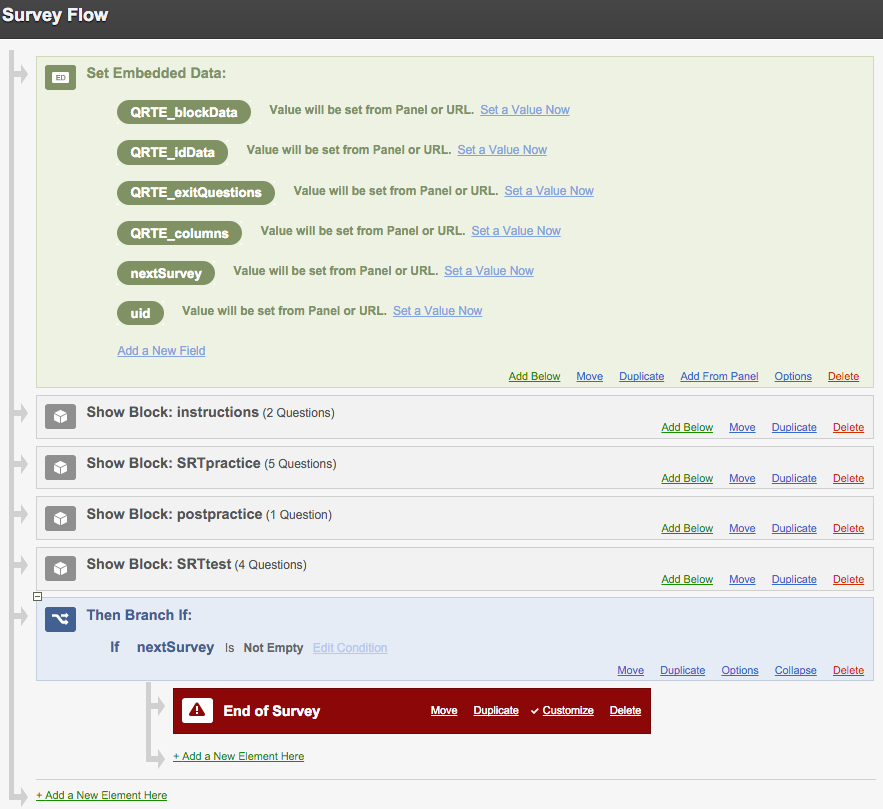 Survey Flow
ED Set Embedded Data:
QRTE_blockData Value will be set from Panel or URL. Set a Value Now
QRTE_idData Value will be set from Panel or URL. Set a Value Now
QRTE_exitQuestions Value will be set from Panel or URL. Set a Value Now
QRTE_columns Value will be set from Panel or URL. Set a Value Now
nextSurvey Value will be set from Panel or URL. Set a Value Now
uid Value will be set from Panel or URL. Set a Value Now
Add a New Field
Add Below Move Duplicate Add From Panel Options Delete
Show Block: instructions (2 Questions)
Add Below Move Duplicate Delete
Show Block: SRTpractice (5 Questions)
Add Below Move Duplicate Delete
Show Block: postpractice (1 Question)
Add Below Move Duplicate Delete
Show Block: SRTtest (4 Questions)
Add Below Move Duplicate Delete
Then Branch If:
If nextSurvey Is Not Empty Edit Condition
Move Duplicate Options Collapse Delete
End of Survey Move Duplicate ✓ Customize Delete
+ Add a New Element Here
+ Add a New Element Here